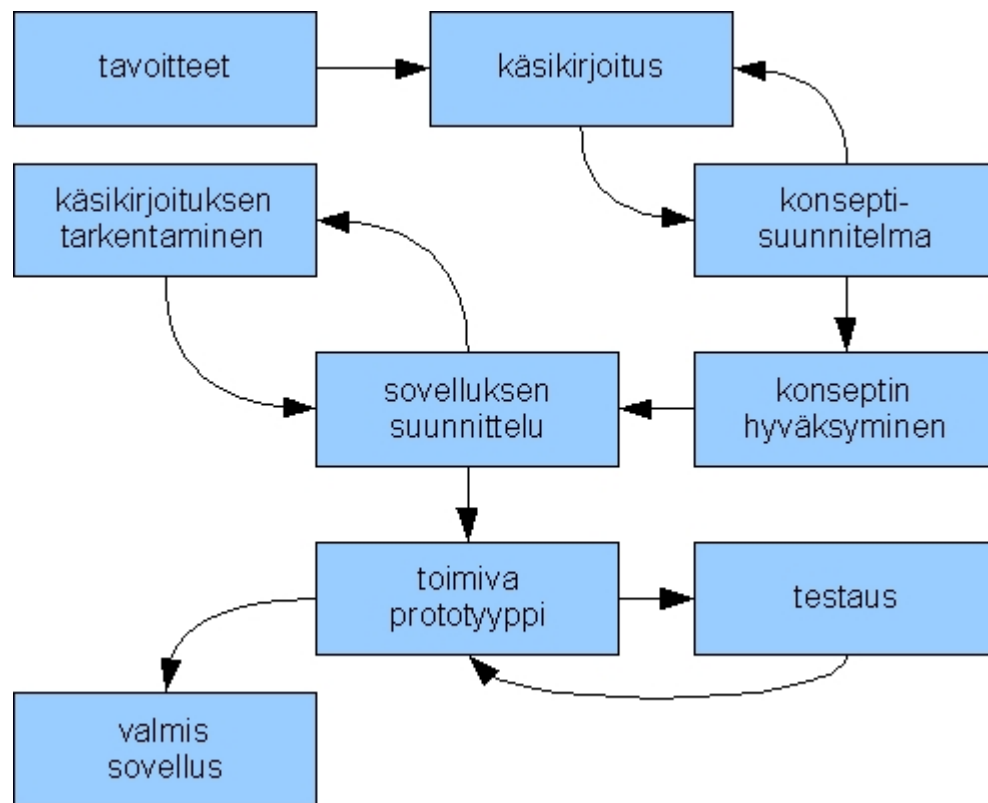 tavoitteet
käsikirjoitus
käsikirjoituksen
tarkentaminen
konsepti-
suunnitelma
sovelluksen
suunnittelu
konseptin
hyväksyminen
toimiva
prototyyppi
testaus
valmis
sovellus